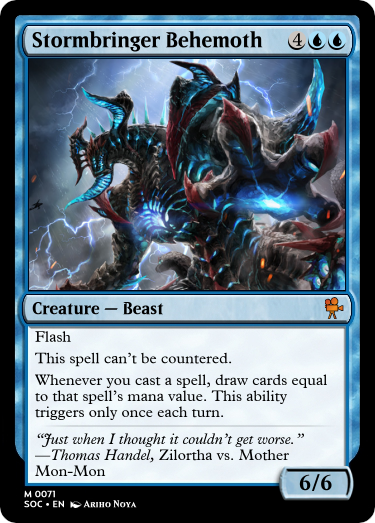 Stormbringer Behemoth 4
Creature — Beast
Flash
This spell can't be countered.
Whenever you cast a spell, draw cards equal
to that spell's mana value. This ability
triggers only once each turn.
“Just when I thought it couldn't get worse.”
—Thomas Handel, Zilortha vs. Mother
Mon-Mon
6/6
M 0071
SOC • EN Ariho Noya